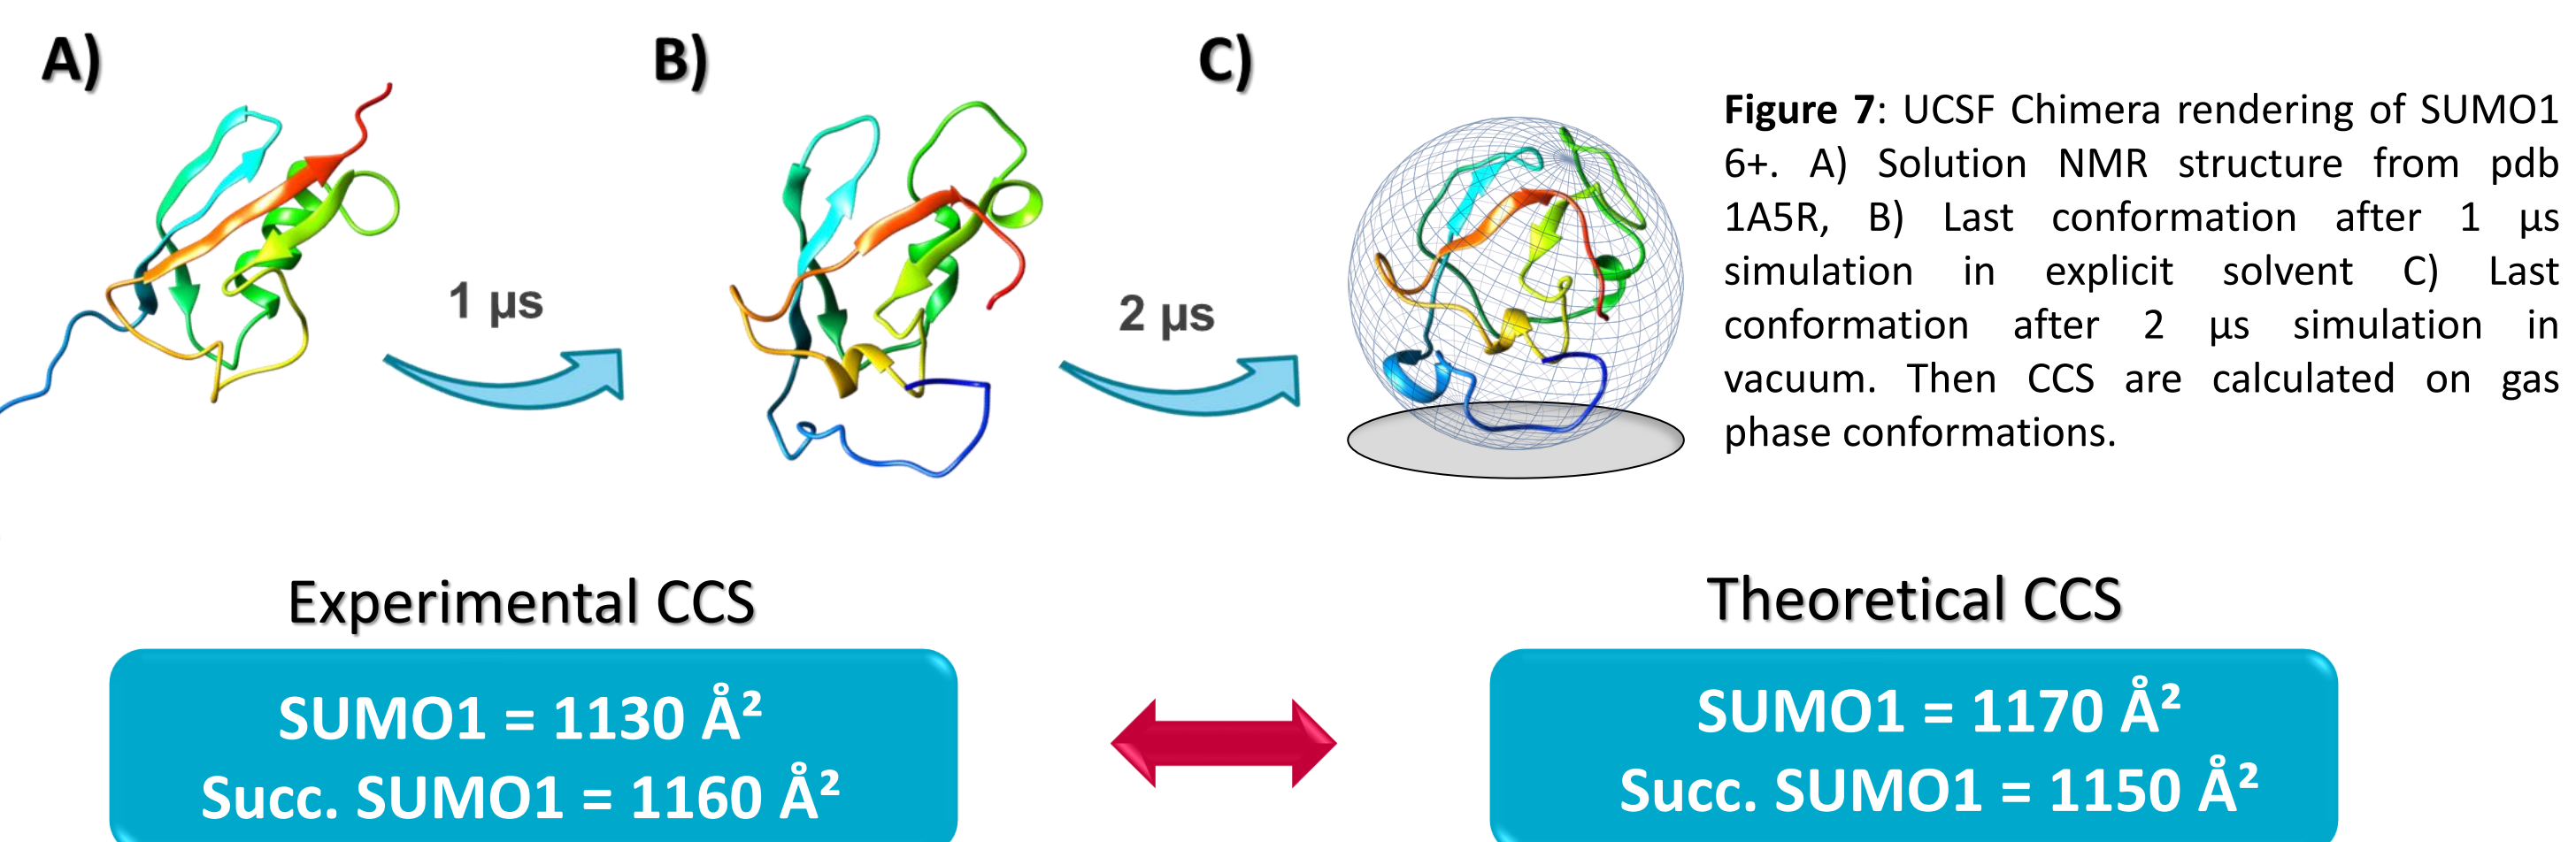 A)
B)
C)
1 µs
2 µs
Figure 7: UCSF Chimera rendering of SUMO1
6+. A) Solution NMR structure from pdb
1A5R, B) Last conformation after 1 µs
simulation in explicit solvent C) Last
conformation after 2 µs simulation in
vacuum. Then CCS are calculated on gas
phase conformations.
Experimental CCS
SUMO1 = 1130 Å²
Succ. SUMO1 = 1160 Å²
Theoretical CCS
SUMO1 = 1170 Å²
Succ. SUMO1 = 1150 Å²